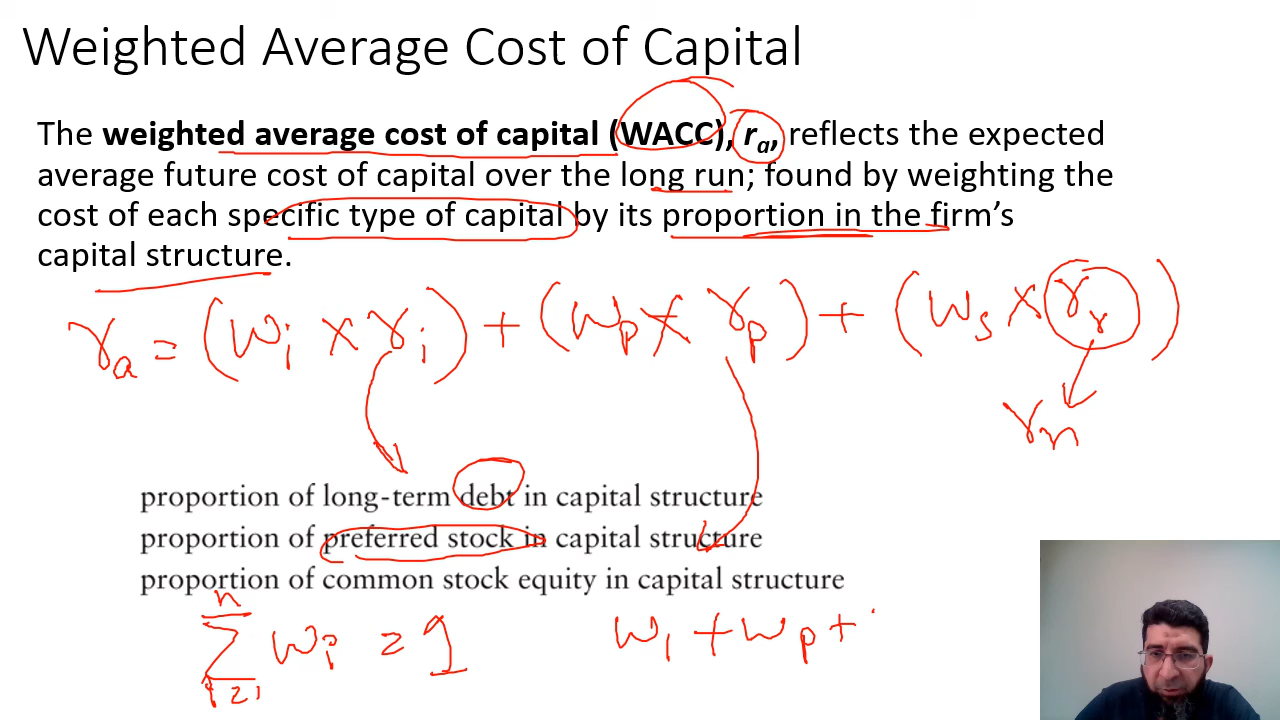 Weighted Average Cost of Capital
The weighted average cost of capital (WACC), ra, reflects the expected
average future cost of capital over the long run; found by weighting the
cost of each specific type of capital by its proportion in the firm's
capital structure.
ra = (wi × ri) + (wp × rp) + (ws × rr)
rn
proportion of long-term debt in capital structure
proportion of preferred stock in capital structure
proportion of common stock equity in capital structure
n
∑ wi = 1 w1 + wp +
i=1